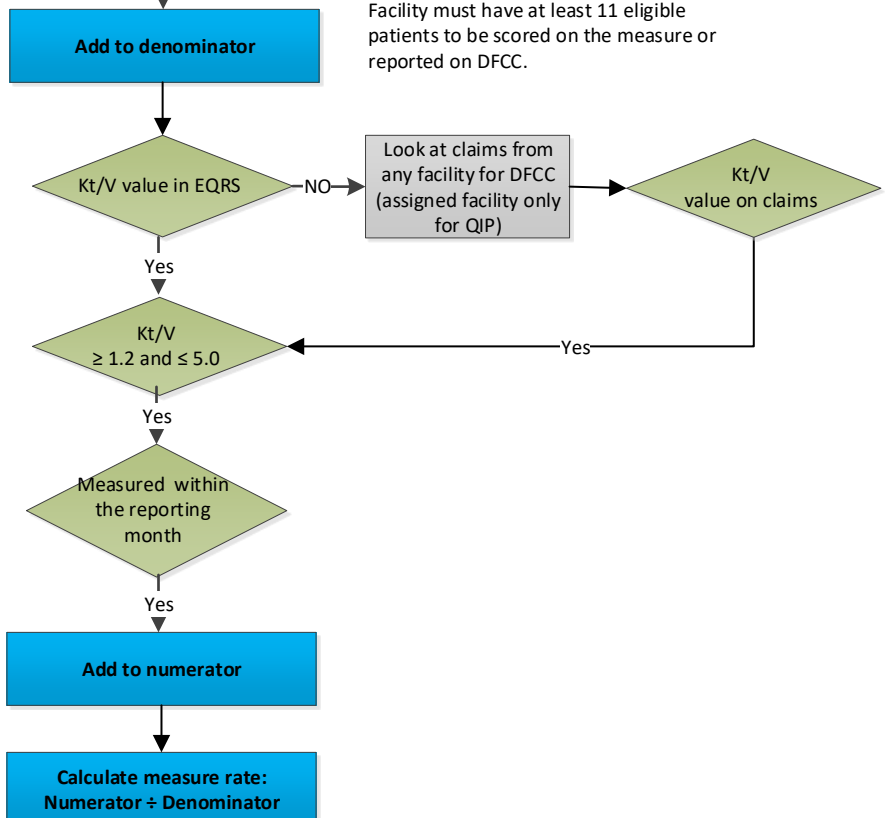 Facility must have at least 11 eligible
patients to be scored on the measure or
reported on DFCC.
Add to denominator
Kt/V value in EQRS
NO
Look at claims from
any facility for DFCC
(assigned facility only
for QIP)
Kt/V
value on claims
Yes
Yes
Kt/V
≥ 1.2 and ≤ 5.0
Yes
Measured within
the reporting
month
Yes
Add to numerator
Calculate measure rate:
Numerator ÷ Denominator